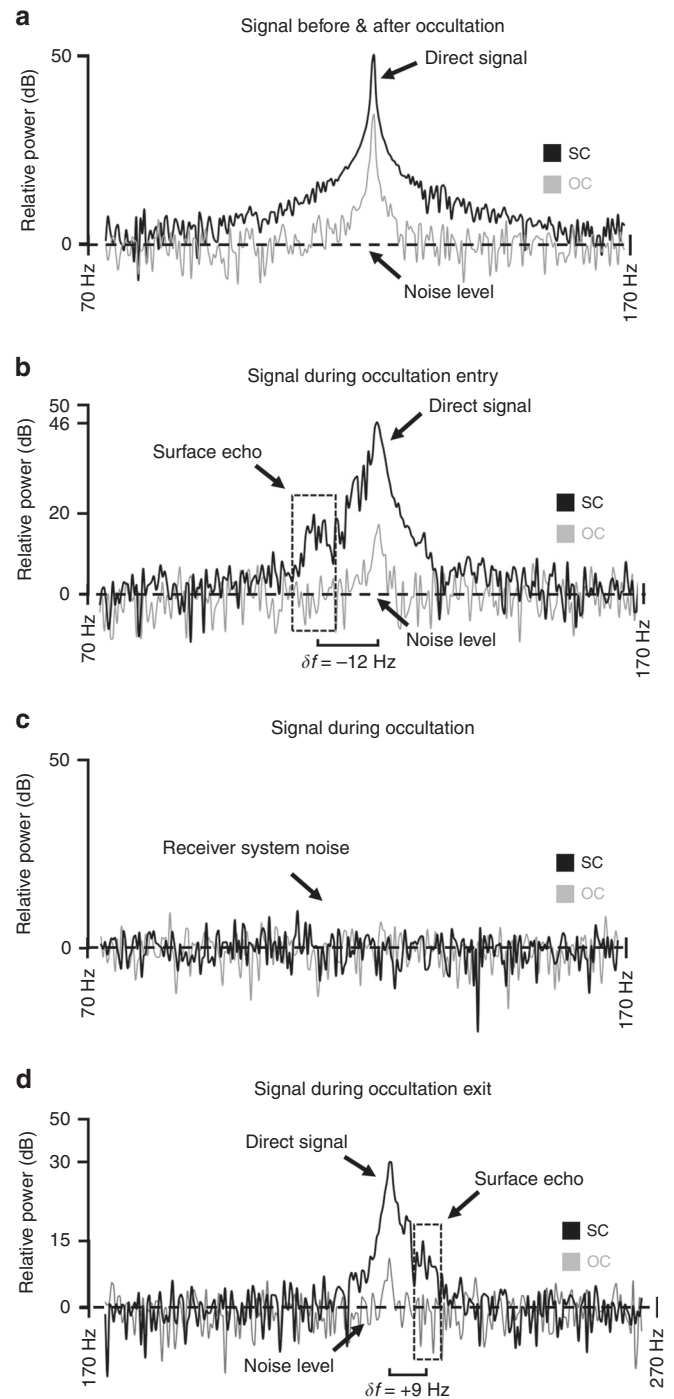 a
Signal before & after occultation
50
Direct signal
Relative power (dB)
SC
OC
0
Noise level
70 Hz
170 Hz
b
Signal during occultation entry
50
46
Direct signal
Surface echo
Relative power (dB)
SC
OC
20
0
Noise level
70 Hz
170 Hz
δf = –12 Hz
c
Signal during occultation
50
Relative power (dB)
Receiver system noise
SC
OC
0
70 Hz
170 Hz
d
Signal during occultation exit
50
Direct signal
30
Surface echo
Relative power (dB)
SC
OC
15
0
Noise level
170 Hz
270 Hz
δf = +9 Hz